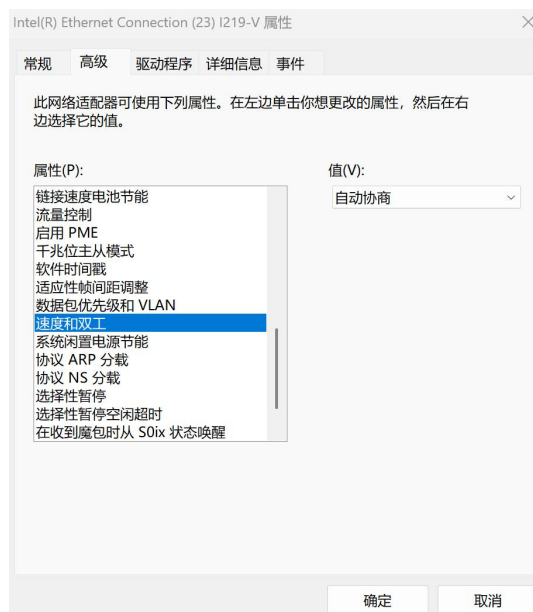 Intel(R) Ethernet Connection (23) I219-V 属性
常规 高级 驱动程序 详细信息 事件
此网络适配器可使用下列属性。在左边单击你想更改的属性，然后在右
边选择它的值。
属性(P):
值(V):
链接速度电池节能
流量控制
启用 PME
千兆位主从模式
软件时间戳
适应性帧间距调整
数据包优先级和 VLAN
速度和双工
系统闲置电源节能
协议 ARP 分载
协议 NS 分载
选择性暂停
选择性暂停空闲超时
在收到魔包时从 S0ix 状态唤醒
自动协商
确定 取消